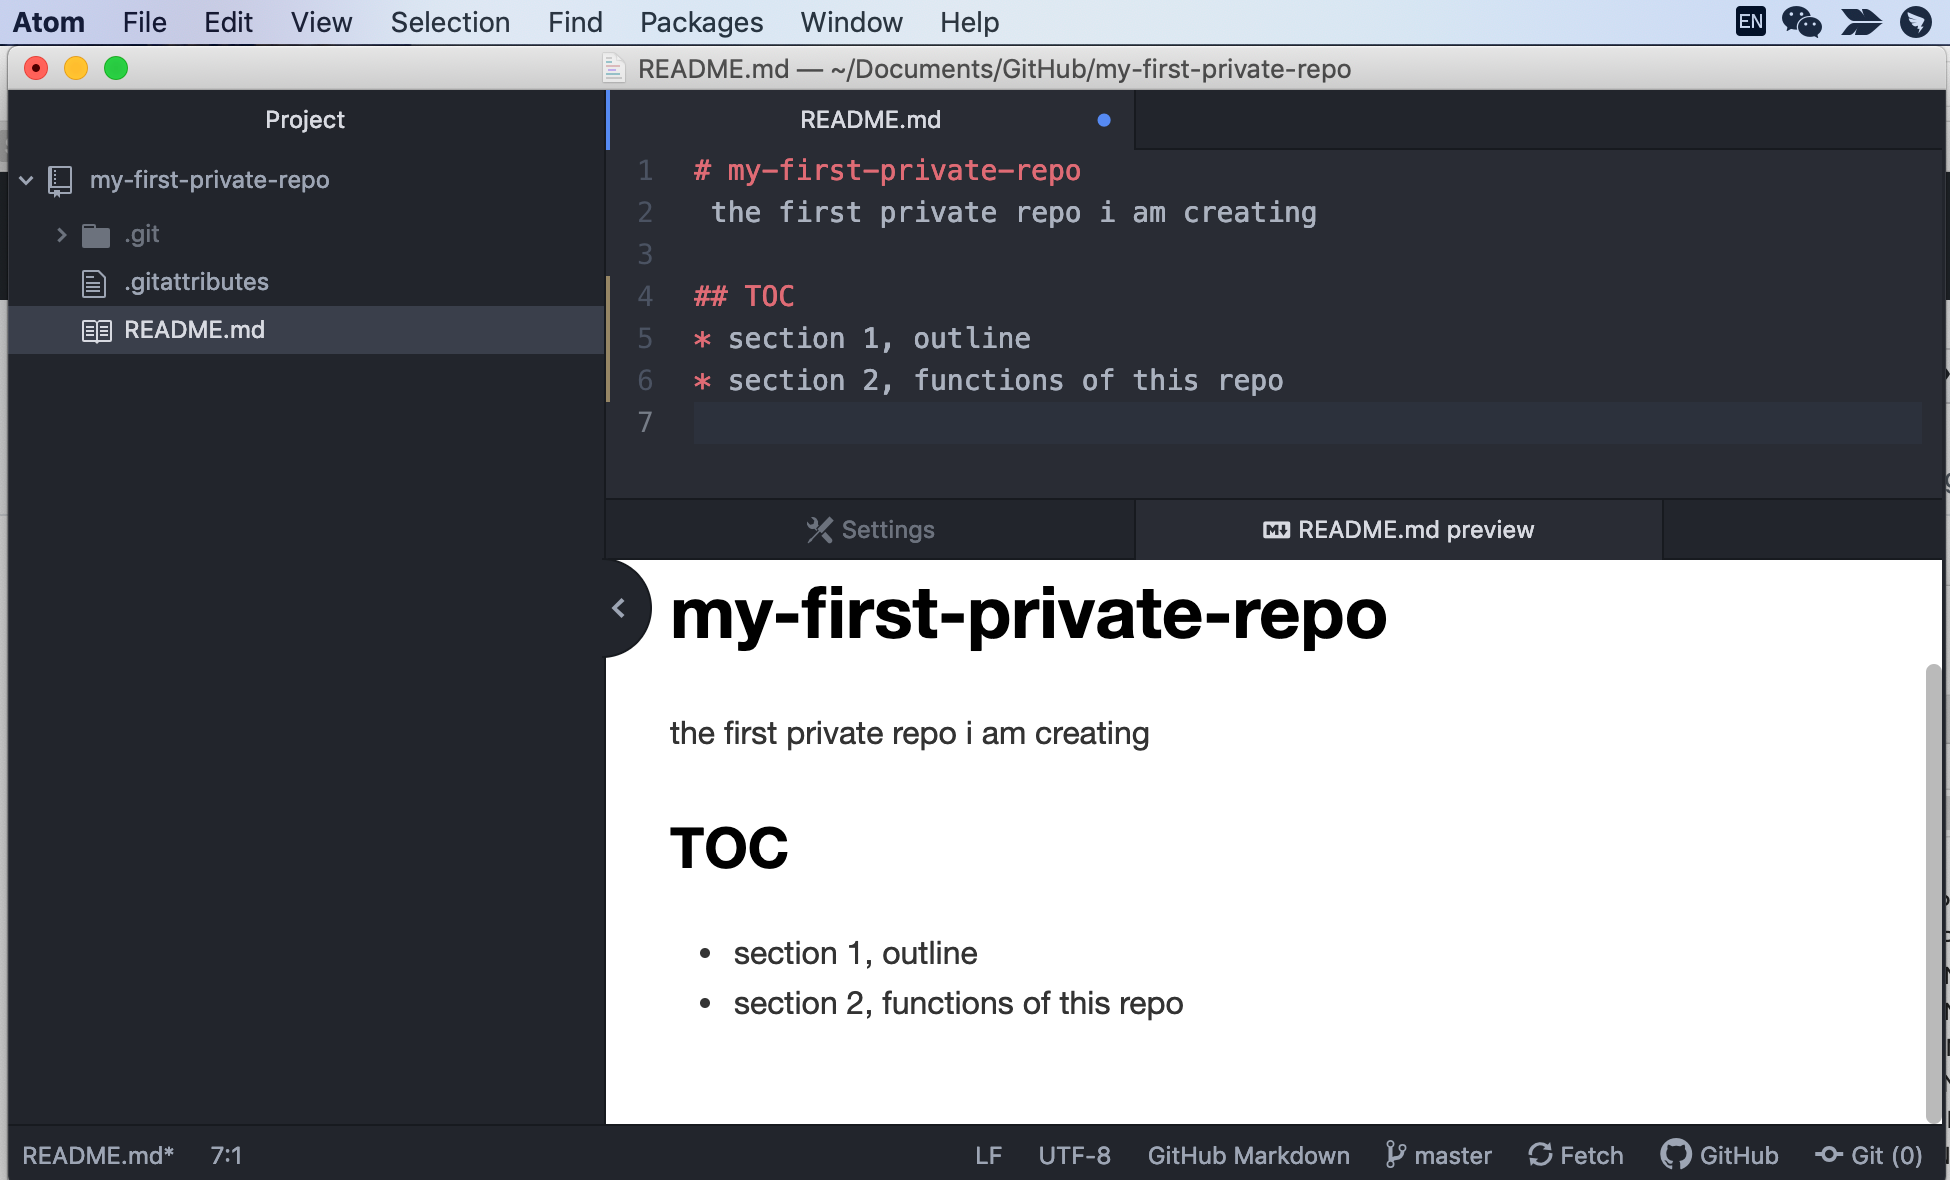 Atom File Edit View Selection Find Packages Window Help EN
README.md — ~/Documents/GitHub/my-first-private-repo
Project
my-first-private-repo
.git
.gitattributes
README.md
README.md
1 # my-first-private-repo
2 the first private repo i am creating
3
4 ## TOC
5 * section 1, outline
6 * section 2, functions of this repo
7
Settings
README.md preview
my-first-private-repo
the first private repo i am creating
TOC
• section 1, outline
• section 2, functions of this repo
README.md* 7:1 LF UTF-8 GitHub Markdown master Fetch GitHub Git (0)